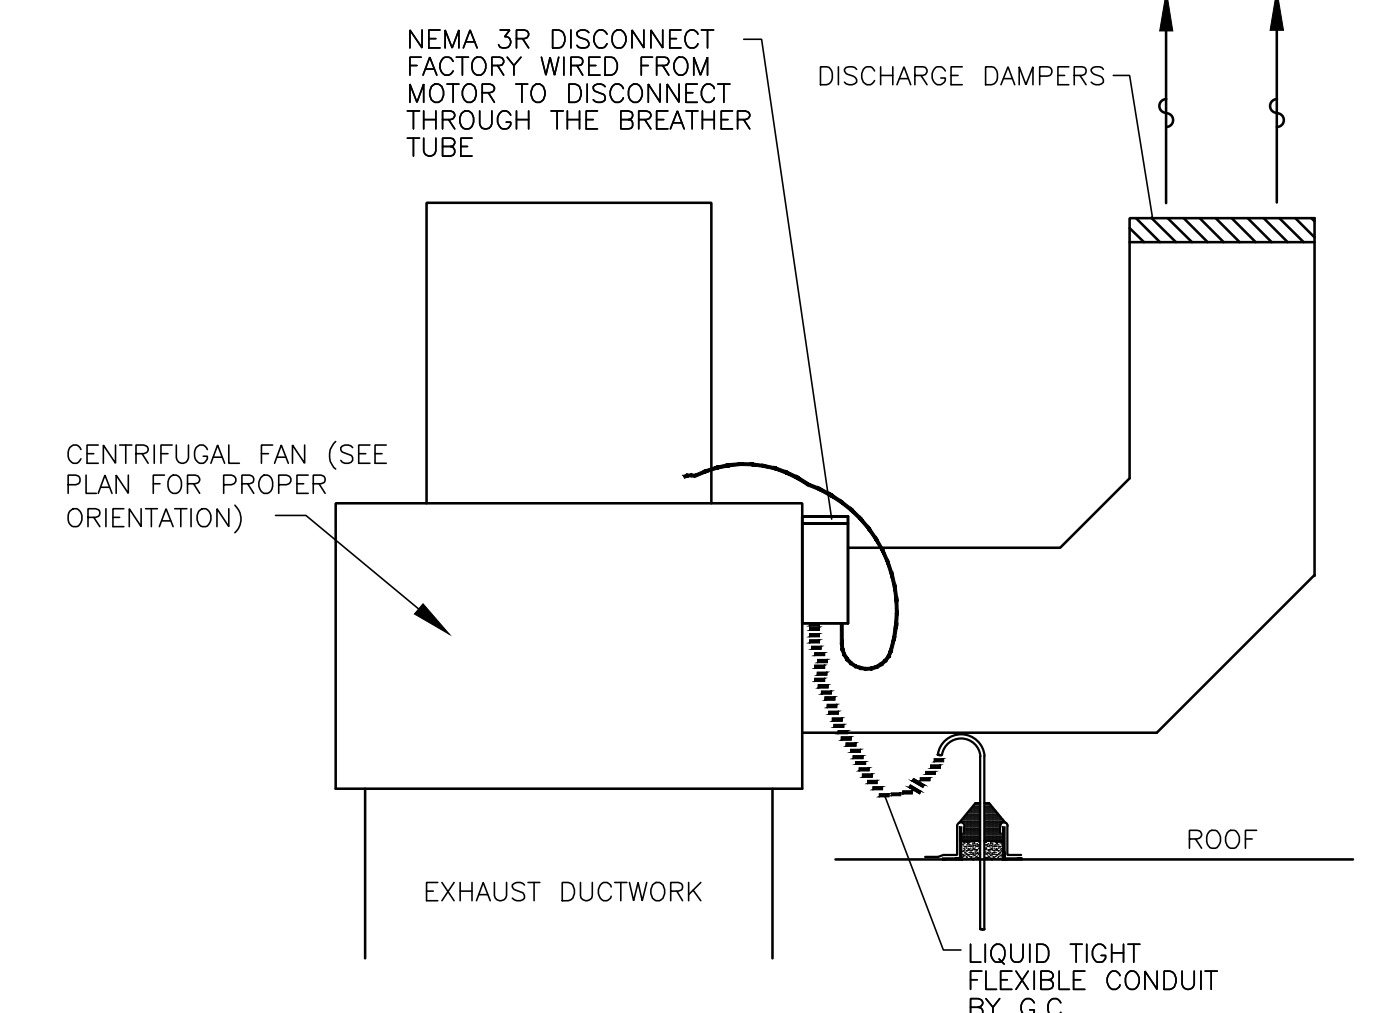 NEMA 3R DISCONNECT
FACTORY WIRED FROM
MOTOR TO DISCONNECT
THROUGH THE BREATHER
TUBE
DISCHARGE DAMPERS
CENTRIFUGAL FAN (SEE
PLAN FOR PROPER
ORIENTATION)
ROOF
EXHAUST DUCTWORK
LIQUID TIGHT
FLEXIBLE CONDUIT
BY G.C